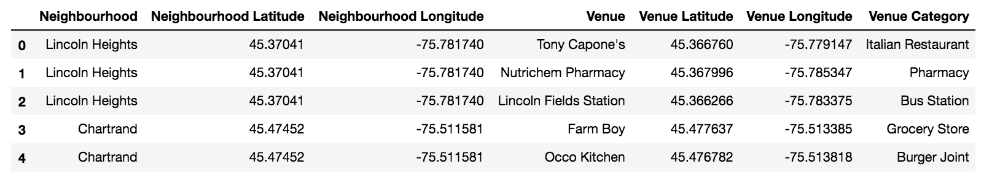 Neighbourhood Neighbourhood Latitude Neighbourhood Longitude Venue Venue Latitude Venue Longitude Venue Category
0 Lincoln Heights 45.37041 -75.781740 Tony Capone's 45.366760 -75.779147 Italian Restaurant
1 Lincoln Heights 45.37041 -75.781740 Nutrichem Pharmacy 45.367996 -75.785347 Pharmacy
2 Lincoln Heights 45.37041 -75.781740 Lincoln Fields Station 45.366266 -75.783375 Bus Station
3 Chartrand 45.47452 -75.511581 Farm Boy 45.477637 -75.513385 Grocery Store
4 Chartrand 45.47452 -75.511581 Occo Kitchen 45.476782 -75.513818 Burger Joint